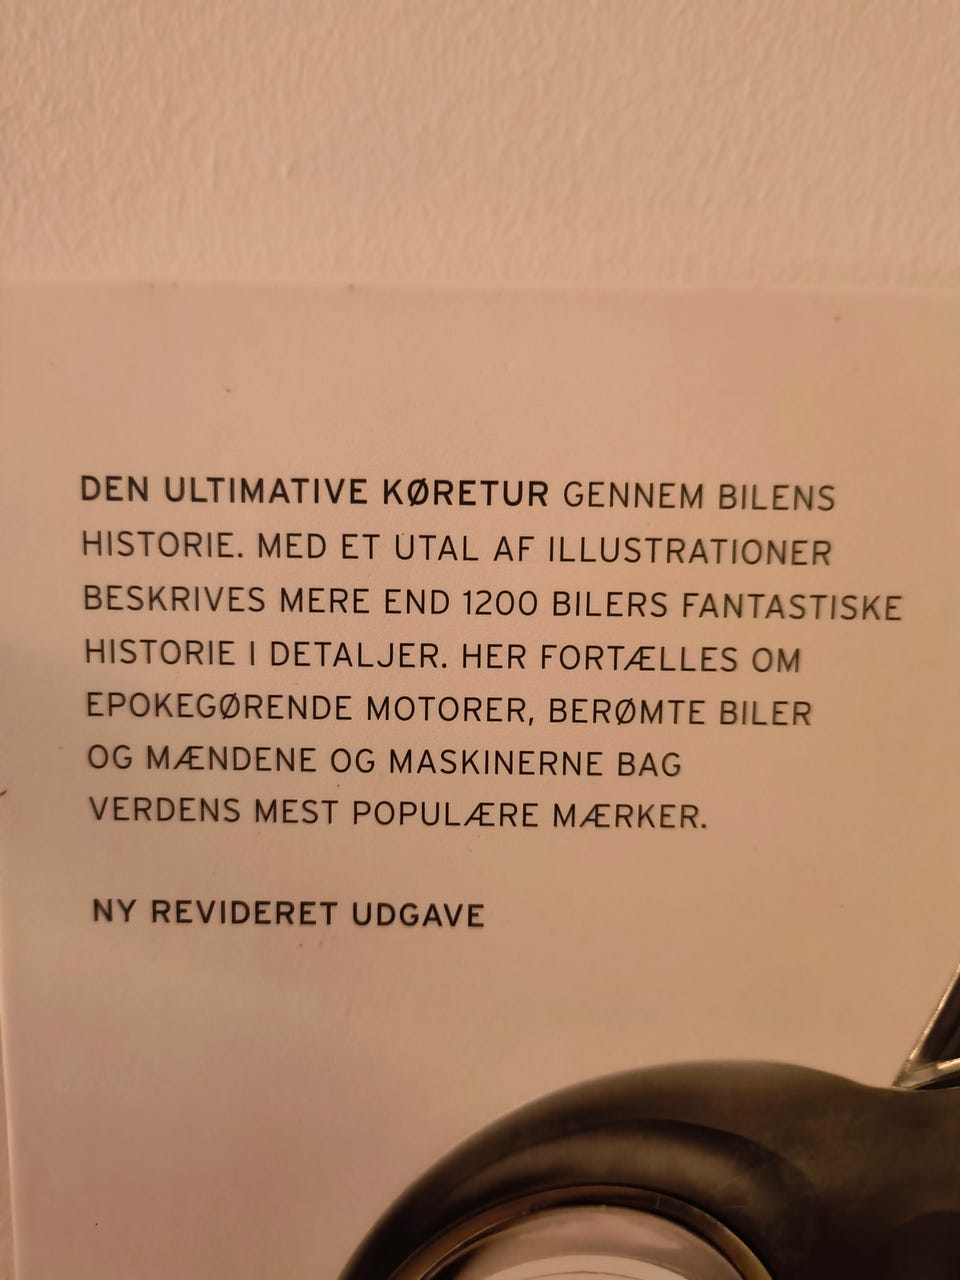 DEN ULTIMATIVE KØRETUR GENNEM BILENS
HISTORIE. MED ET UTAL AF ILLUSTRATIONER
BESKRIVES MERE END 1200 BILERS FANTASTISKE
HISTORIE I DETALJER. HER FORTÆLLES OM
EPOKEGØRENDE MOTORER, BERØMTE BILER
OG MÆNDENE OG MASKINERNE BAG
VERDENS MEST POPULÆRE MÆRKER.
NY REVIDERET UDGAVE